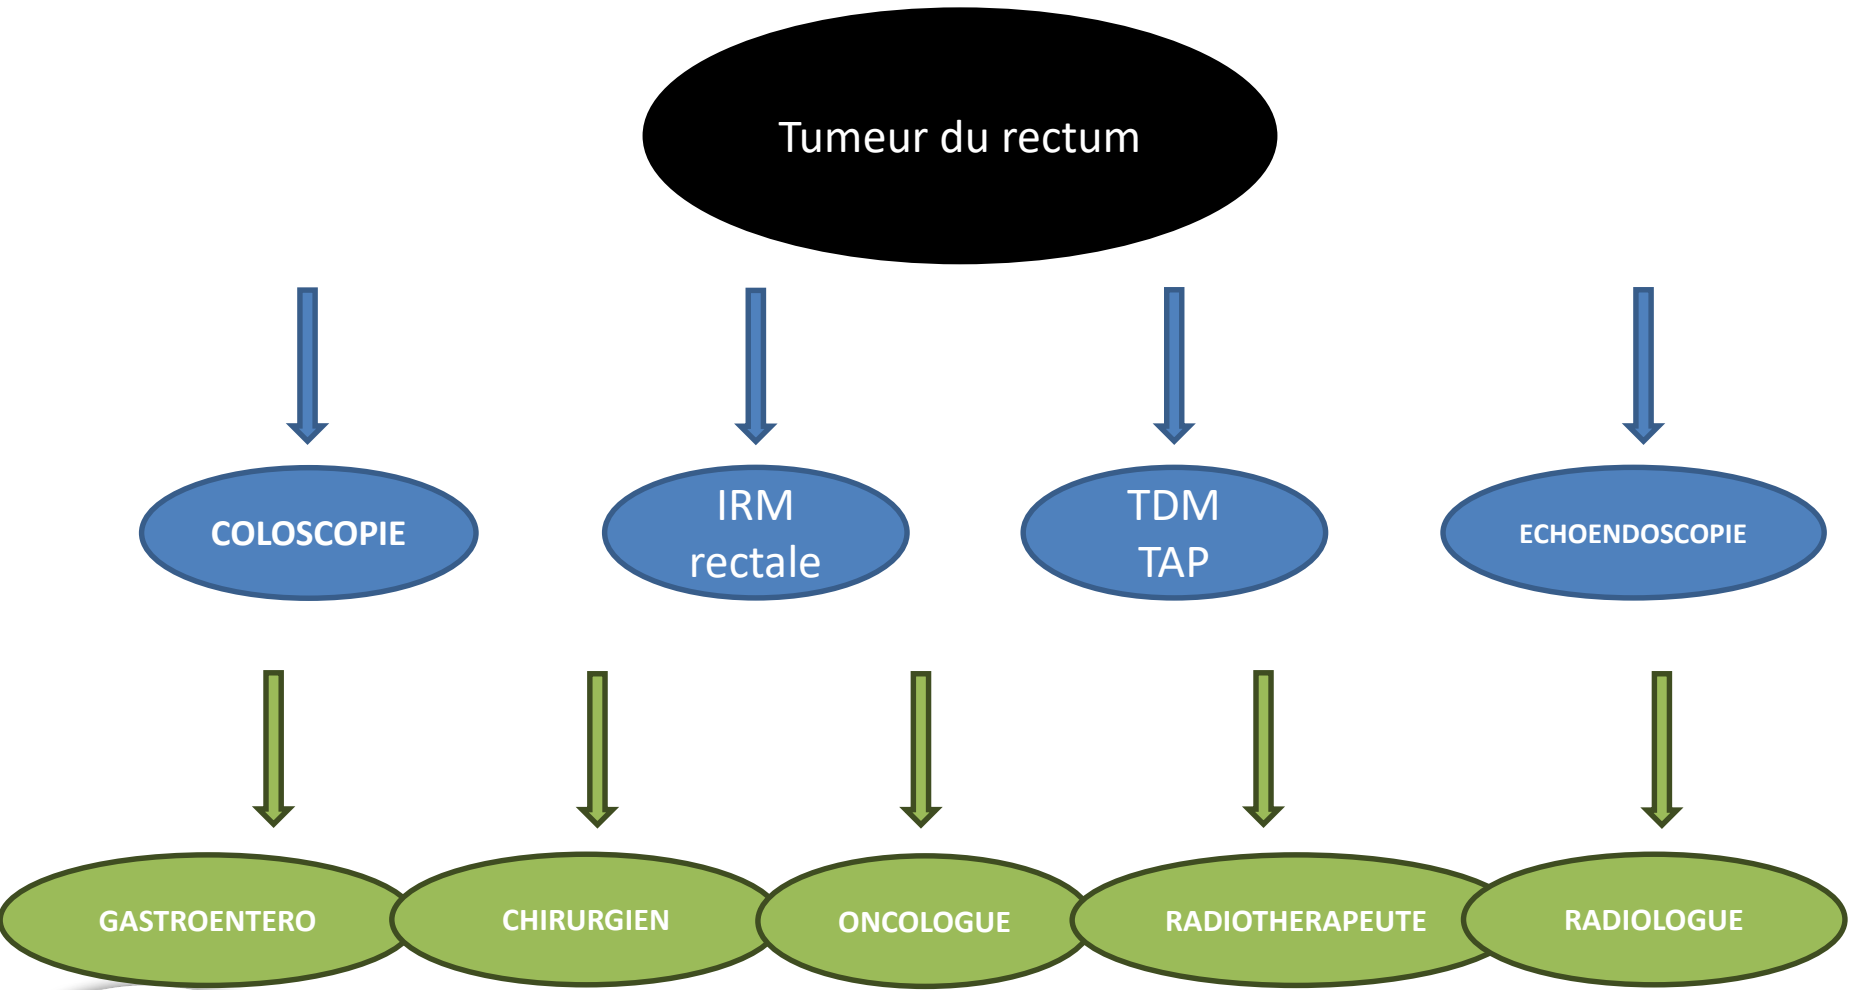 Tumeur du rectum
COLOSCOPIE
IRM
rectale
TDM
TAP
ECHOENDOSCOPIE
GASTROENTERO
CHIRURGIEN
ONCOLOGUE
RADIOTHERAPEUTE
RADIOLOGUE